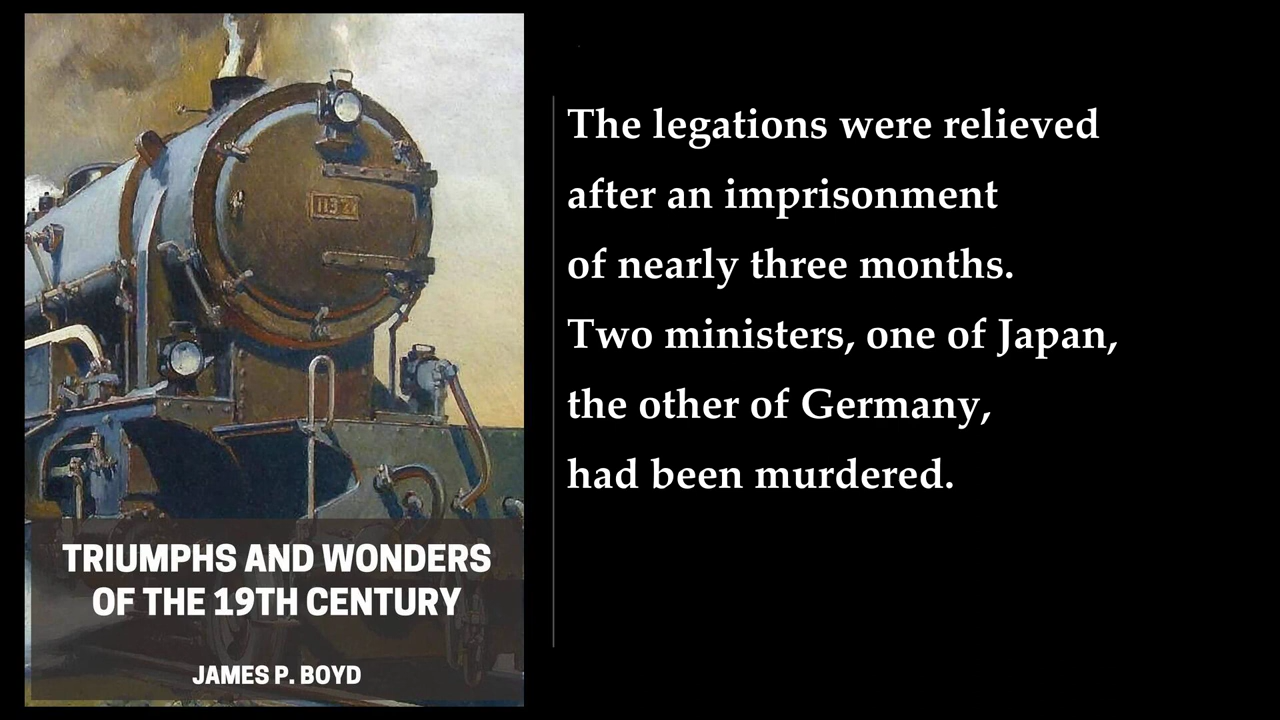 The legations were relieved
after an imprisonment
of nearly three months.
Two ministers, one of Japan,
the other of Germany,
had been murdered.
TRIUMPHS AND WONDERS
OF THE 19TH CENTURY
JAMES P. BOYD